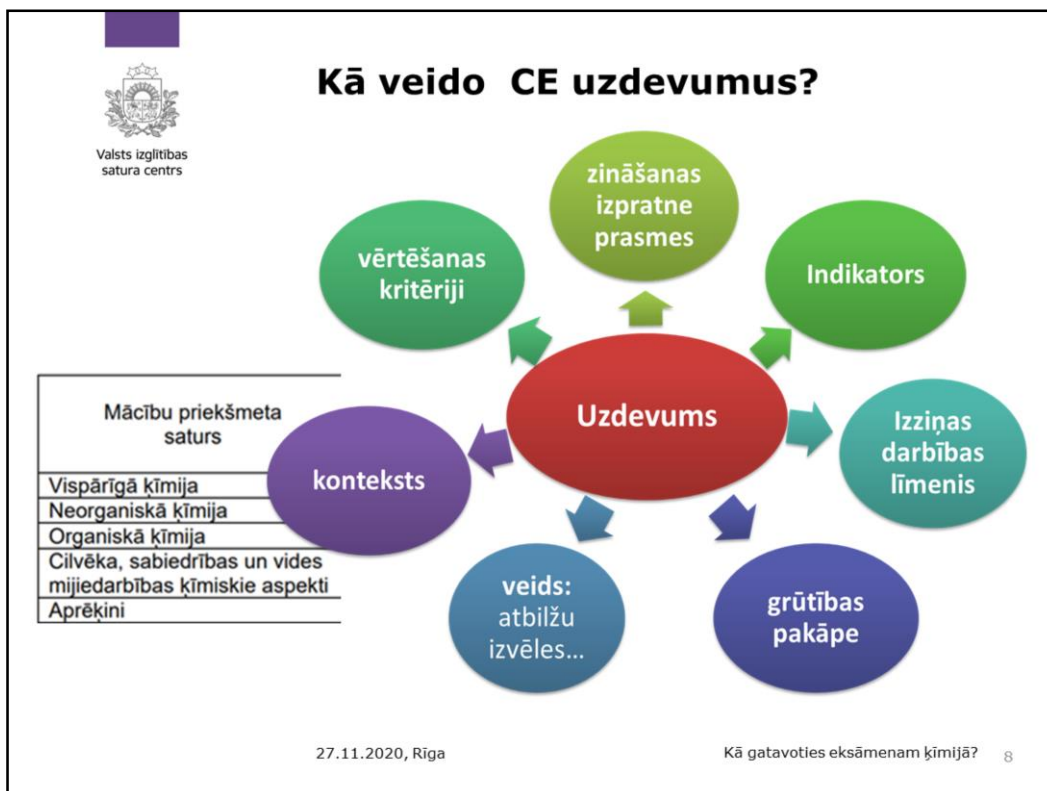 Kā veido CE uzdevumus?
Valsts izglītības
satura centrs
zināšanas
izpratne
prasmes
vērtēšanas
kritēriji
Indikators
Uzdevums
Izziņas
darbības
līmenis
konteksts
Mācību priekšmeta
saturs
Vispārīgā ķīmija
Neorganiskā ķīmija
Organiskā ķīmija
Cilvēka, sabiedrības un vides
mijiedarbības ķīmiskie aspekti
Aprēķini
veids:
atbilžu
izvēles...
grūtības
pakāpe
27.11.2020, Rīga
Kā gatavoties eksāmenam ķīmijā? 8